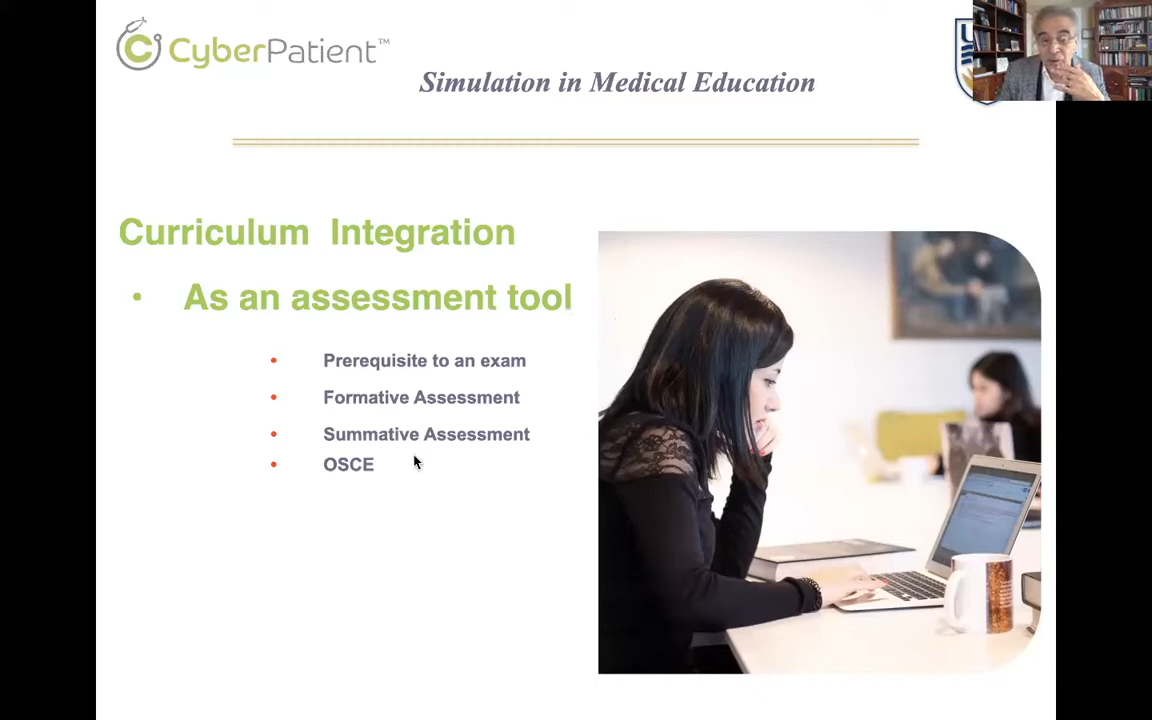 CyberPatient™
Simulation in Medical Education
Curriculum Integration
• As an assessment tool
• Prerequisite to an exam
• Formative Assessment
• Summative Assessment
• OSCE